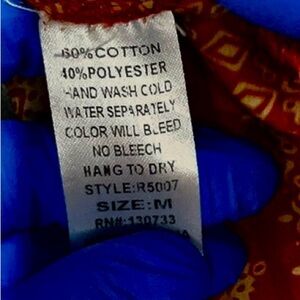 60%COTTON
40%POLYESTER
HAND WASH COLD
WATER SEPARATELY
COLOR WILL BLEED
NO BLEECH
HANG TO DRY
STYLE:R5007
SIZE:M
RN#:130733